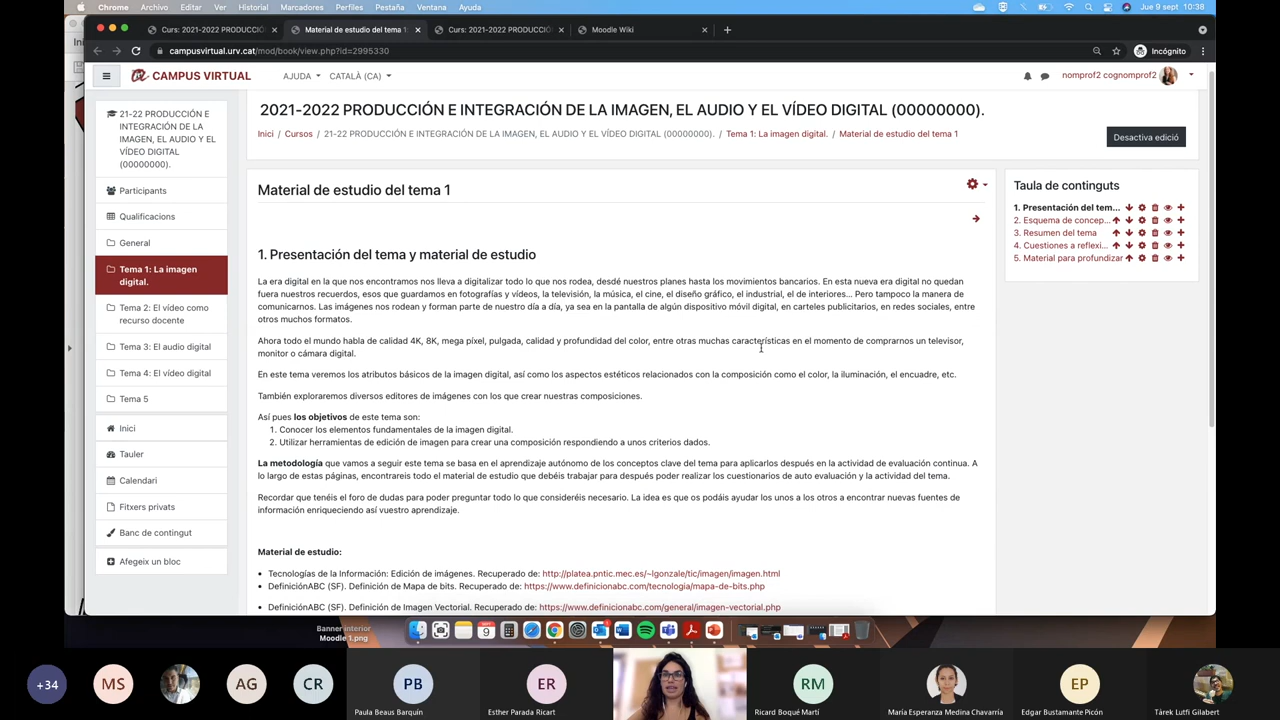 Chrome Archivo Editar Ver Historial Marcadores Perfiles Pestaña Ventana Ayuda
Jue 9 sept 10:38
Curs: 2021-2022 PRODUCCIÓ
Material de estudio del tema 1
Curs: 2021-2022 PRODUCCIÓ
Moodle Wiki
campusvirtual.urv.cat/mod/book/view.php?id=2995330
Incógnito
CAMPUS VIRTUAL
AJUDA
CATALÀ (CA)
nomprof2 cognomprof2
21-22 PRODUCCIÓN E
INTEGRACIÓN DE LA
IMAGEN, EL AUDIO Y EL
VÍDEO DIGITAL
(00000000).
Participants
Qualificacions
General
Tema 1: La imagen
digital.
Tema 2: El vídeo como
recurso docente
Tema 3: El audio digital
Tema 4: El vídeo digital
Tema 5
Inici
Tauler
Calendari
Fitxers privats
Banc de contingut
Afegeix un bloc
2021-2022 PRODUCCIÓN E INTEGRACIÓN DE LA IMAGEN, EL AUDIO Y EL VÍDEO DIGITAL (00000000).
Inici / Cursos / 21-22 PRODUCCIÓN E INTEGRACIÓN DE LA IMAGEN, EL AUDIO Y EL VÍDEO DIGITAL (00000000). / Tema 1: La imagen digital. / Material de estudio del tema 1
Desactiva edició
Material de estudio del tema 1
1. Presentación del tema y material de estudio
La era digital en la que nos encontramos nos lleva a digitalizar todo lo que nos rodea, desdé nuestros planes hasta los movimientos bancarios. En esta nueva era digital no quedan
fuera nuestros recuerdos, esos que guardamos en fotografías y vídeos, la televisión, la música, el cine, el diseño gráfico, el industrial, el de interiores... Pero tampoco la manera de
comunicarnos. Las imágenes nos rodean y forman parte de nuestro día a día, ya sea en la pantalla de algún dispositivo móvil digital, en carteles publicitarios, en redes sociales, entre
otros muchos formatos.
Ahora todo el mundo habla de calidad 4K, 8K, mega píxel, pulgada, calidad y profundidad del color, entre otras muchas características en el momento de comprarnos un televisor,
monitor o cámara digital.
En este tema veremos los atributos básicos de la imagen digital, así como los aspectos estéticos relacionados con la composición como el color, la iluminación, el encuadre, etc.
También exploraremos diversos editores de imágenes con los que crear nuestras composiciones.
Así pues los objetivos de este tema son:
1. Conocer los elementos fundamentales de la imagen digital.
2. Utilizar herramientas de edición de imagen para crear una composición respondiendo a unos criterios dados.
La metodología que vamos a seguir este tema se basa en el aprendizaje autónomo de los conceptos clave del tema para aplicarlos después en la actividad de evaluación continua. A
lo largo de estas páginas, encontrareis todo el material de estudio que debéis trabajar para después poder realizar los cuestionarios de auto evaluación y la actividad del tema.
Recordar que tenéis el foro de dudas para poder preguntar todo lo que consideréis necesario. La idea es que os podáis ayudar los unos a los otros a encontrar nuevas fuentes de
información enriqueciendo así vuestro aprendizaje.
Material de estudio:
• Tecnologías de la Información: Edición de imágenes. Recuperado de: http://platea.pntic.mec.es/~lgonzale/tic/imagen/imagen.html
• DefiniciónABC (SF). Definición de Mapa de bits. Recuperado de: https://www.definicionabc.com/tecnologia/mapa-de-bits.php
• DefiniciónABC (SF). Definición de Imagen Vectorial. Recuperado de: https://www.definicionabc.com/general/imagen-vectorial.php
Taula de continguts
1. Presentación del tem...
2. Esquema de concep...
3. Resumen del tema
4. Cuestiones a reflexi...
5. Material para profundizar
Banner interior
Moodle 1.png
+34
MS
AG
CR
PB
Paula Beaus Barquín
ER
Esther Parada Ricart
RM
Ricard Boqué Martí
María Esperanza Medina Chavarría
EP
Edgar Bustamante Picón
Tárek Lutfi Gilabert